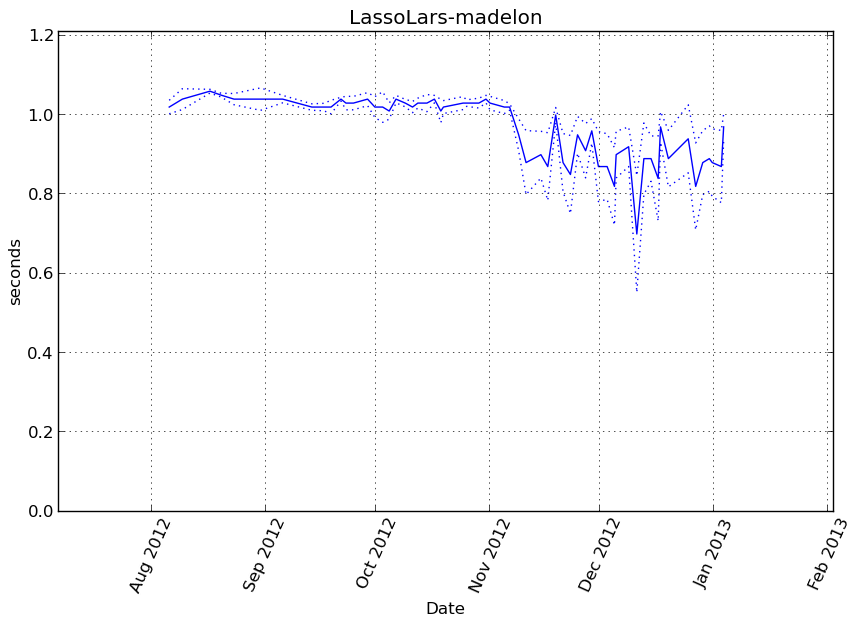 LassoLars-madelon
1.2
1.0
0.8
0.6
0.4
0.2
0.0
seconds
Aug 2012
Sep 2012
Oct 2012
Nov 2012
Dec 2012
Jan 2013
Feb 2013
Date